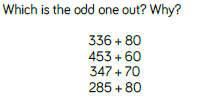 Which is the odd one out? Why?
336 + 80
453 + 60
347 + 70
285 + 80